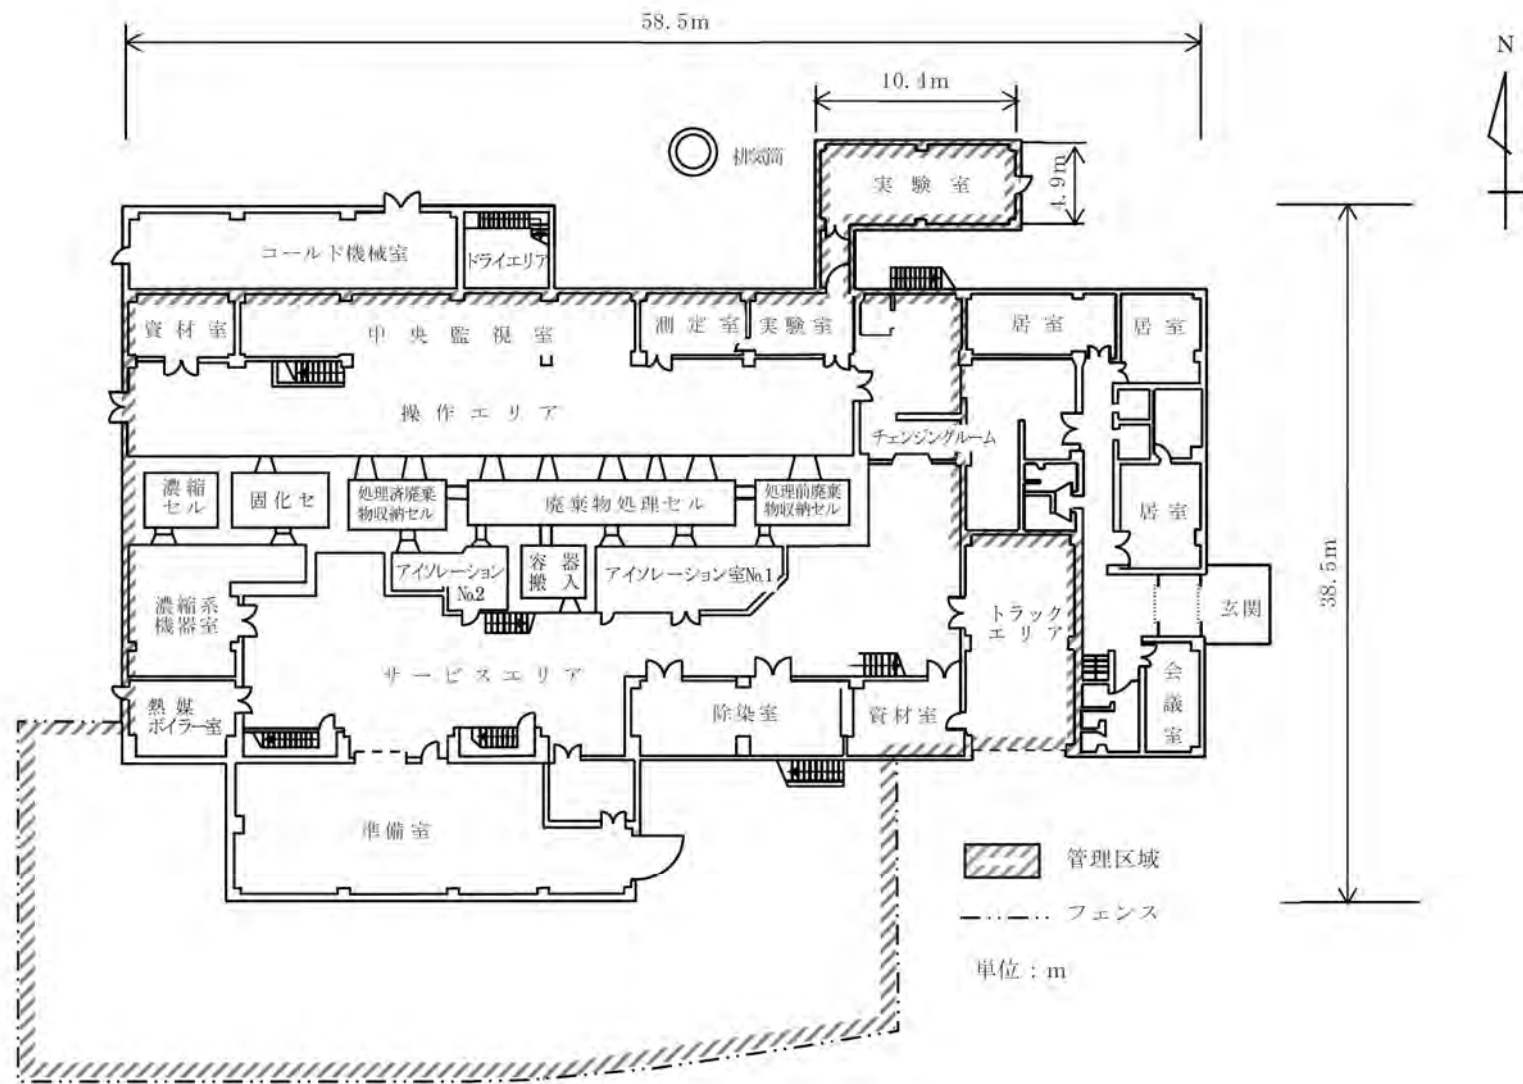 58.5m
N
10.4m
排気筒
実験室
4.9m
コールド機械室
ドライエリア
資材室
中央監視室
測定室
実験室
居室
居室
操作エリア
チェンジングルーム
濃縮
セル
固化セ
処理済廃棄
物収納セル
廃棄物処理セル
処理前廃棄
物収納セル
居室
38.5m
アイソレーション
No.2
容器
搬入
アイソレーション室No.1
濃縮系
機器室
トラック
エリア
玄関
サービスエリア
会議室
熱媒
ボイラー室
除染室
資材室
準備室
管理区域
フェンス
単位：m